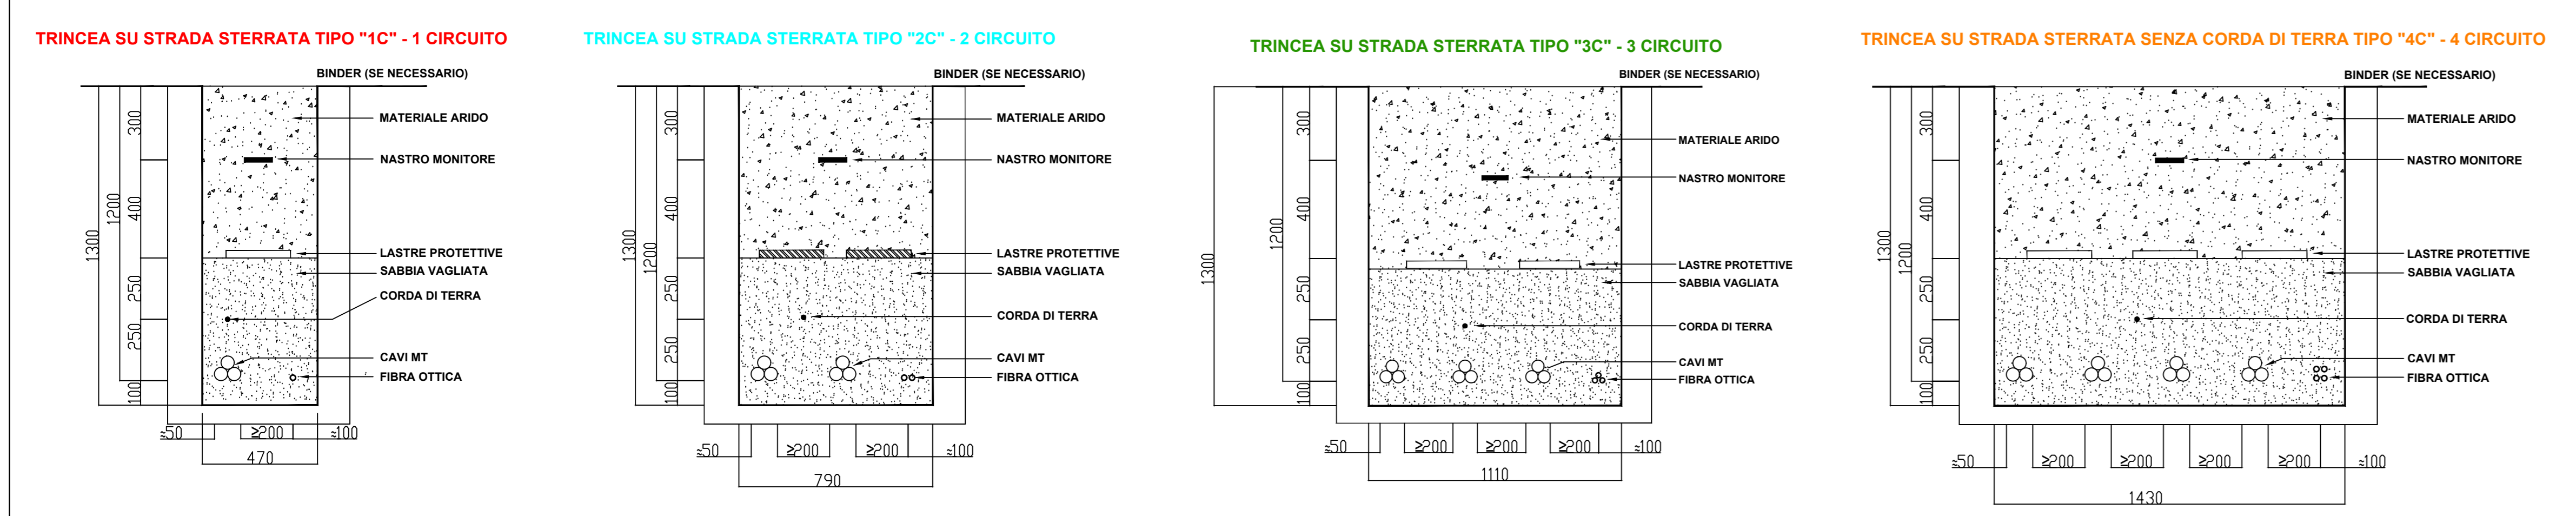 TRINCEA SU STRADA STERRATA TIPO "1C" - 1 CIRCUITO
BINDER (SE NECESSARIO)
MATERIALE ARIDO
NASTRO MONITORE
LASTRE PROTETTIVE
SABBIA VAGLIATA
CORDA DI TERRA
CAVI MT
FIBRA OTTICA
1300
1200
300
400
250
250
100
≈50
≥200
≈100
470
TRINCEA SU STRADA STERRATA TIPO "2C" - 2 CIRCUITO
BINDER (SE NECESSARIO)
MATERIALE ARIDO
NASTRO MONITORE
LASTRE PROTETTIVE
SABBIA VAGLIATA
CORDA DI TERRA
CAVI MT
FIBRA OTTICA
1300
1200
300
400
250
250
100
≈50
≥200
≥200
≈100
790
TRINCEA SU STRADA STERRATA TIPO "3C" - 3 CIRCUITO
BINDER (SE NECESSARIO)
MATERIALE ARIDO
NASTRO MONITORE
LASTRE PROTETTIVE
SABBIA VAGLIATA
CORDA DI TERRA
CAVI MT
FIBRA OTTICA
1300
1200
300
400
250
250
100
≈50
≥200
≥200
≥200
≈100
1110
TRINCEA SU STRADA STERRATA SENZA CORDA DI TERRA TIPO "4C" - 4 CIRCUITO
BINDER (SE NECESSARIO)
MATERIALE ARIDO
NASTRO MONITORE
LASTRE PROTETTIVE
SABBIA VAGLIATA
CORDA DI TERRA
CAVI MT
FIBRA OTTICA
1300
1200
300
400
250
250
100
≈50
≥200
≥200
≥200
≥200
≈100
1430